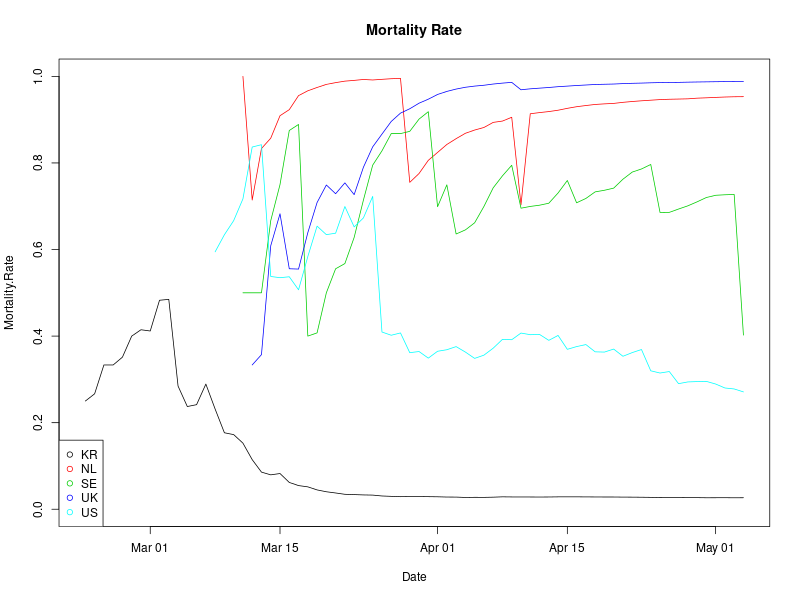 Mortality Rate
1.0
0.8
0.6
0.4
0.2
0.0
Mortality.Rate
KR
NL
SE
UK
US
Mar 01 Mar 15 Apr 01 Apr 15 May 01
Date